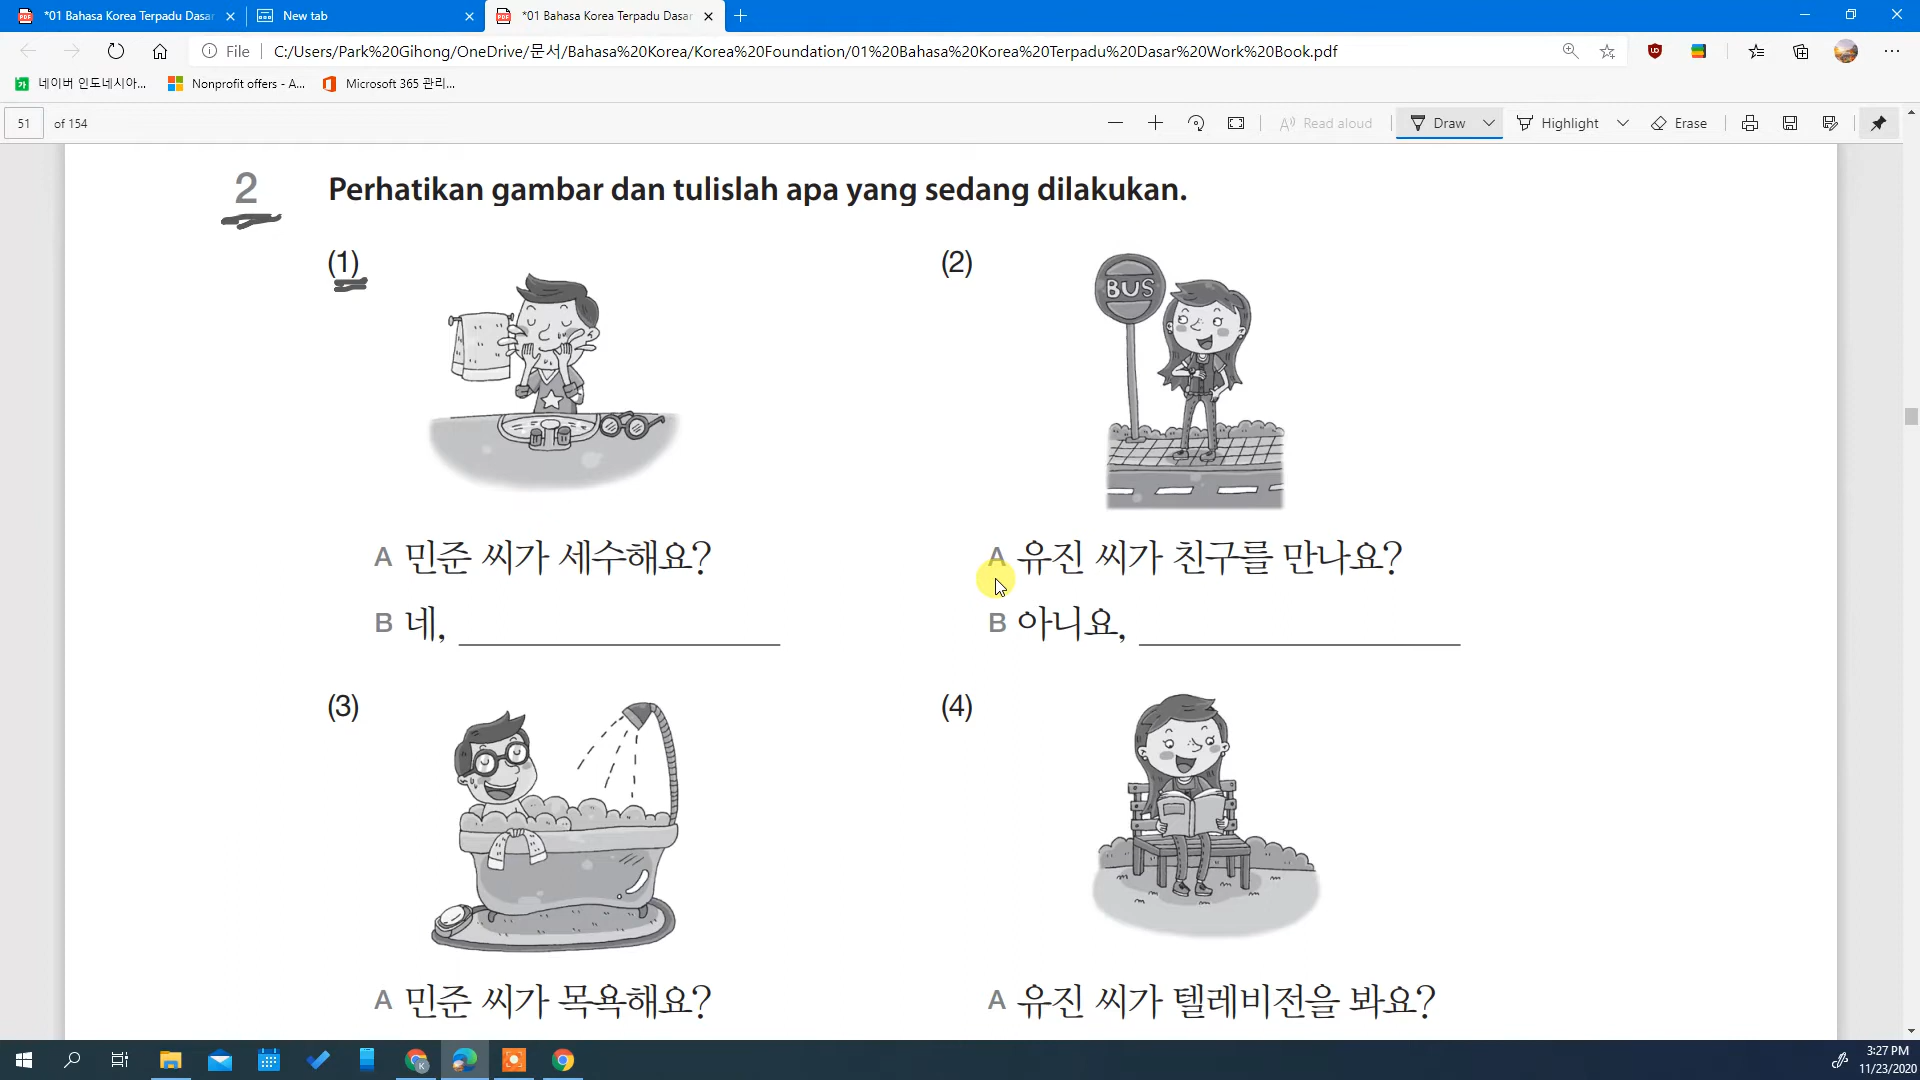 *01 Bahasa Korea Terpadu Dasar
New tab
*01 Bahasa Korea Terpadu Dasar
File
C:/Users/Park%20Gihong/OneDrive/문서/Bahasa%20Korea/Korea%20Foundation/01%20Bahasa%20Korea%20Terpadu%20Dasar%20Work%20Book.pdf
네이버 인도네시아...
Nonprofit offers - A...
Microsoft 365 관리...
51 of 154
Read aloud
Draw
Highlight
Erase
2 Perhatikan gambar dan tulislah apa yang sedang dilakukan.
(1)
(2)
BUS
A 민준 씨가 세수해요?
B 네,
A 유진 씨가 친구를 만나요?
B 아니요,
(3)
(4)
A 민준 씨가 목욕해요?
A 유진 씨가 텔레비전을 봐요?
3:27 PM
11/23/2020